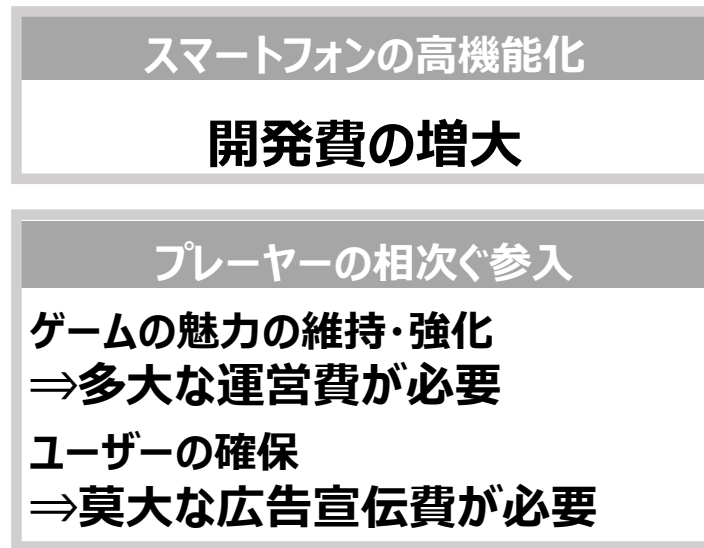 スマートフォンの高機能化
開発費の増大
プレーヤーの相次ぐ参入
ゲームの魅力の維持・強化
⇒多大な運営費が必要
ユーザーの確保
⇒莫大な広告宣伝費が必要